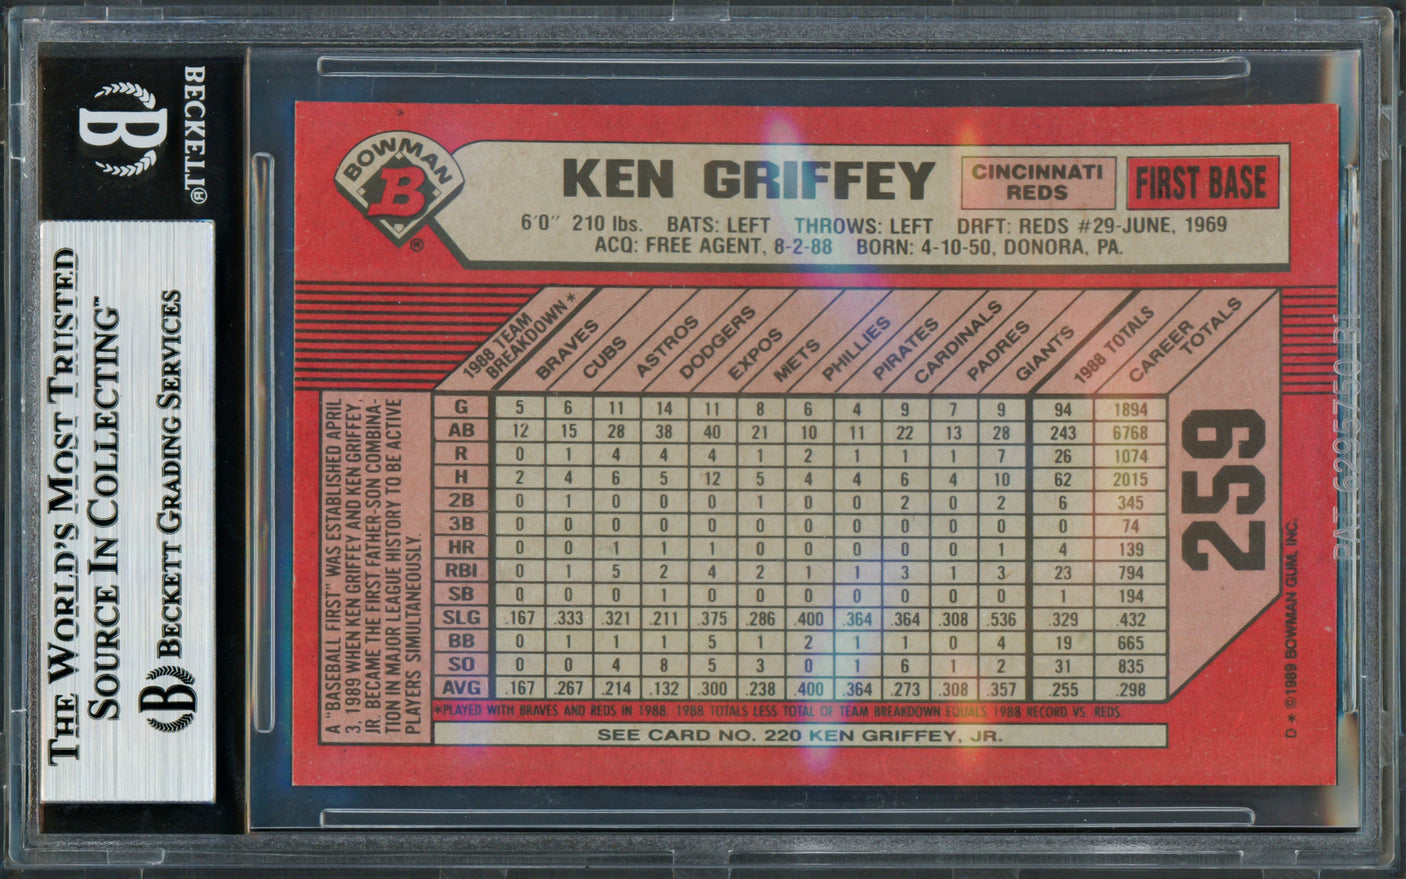 BECKETT®
B
THE WORLD'S MOST TRUSTED
SOURCE IN COLLECTING™
BECKETT GRADING SERVICES
B
BOWMAN
B
®
KEN GRIFFEY
CINCINNATI
REDS
FIRST BASE
6'0" 210 lbs. BATS: LEFT THROWS: LEFT DRFT: REDS #29-JUNE, 1969
ACQ: FREE AGENT, 8-2-88 BORN: 4-10-50, DONORA, PA.
1988 TEAM
BREAKDOWN* BRAVES CUBS ASTROS DODGERS EXPOS METS PHILLIES PIRATES CARDINALS PADRES GIANTS 1988 TOTALS CAREER
TOTALS
G 5 6 11 14 11 8 6 4 9 7 9 94 1894
AB 12 15 28 38 40 21 10 11 22 13 28 243 6768
R 0 1 4 4 4 1 2 1 1 1 7 26 1074
H 2 4 6 5 12 5 4 4 6 4 10 62 2015
2B 0 1 0 0 0 1 0 0 2 0 2 6 345
3B 0 0 0 0 0 0 0 0 0 0 0 0 74
HR 0 0 1 1 1 0 0 0 0 0 1 4 139
RBI 0 1 5 2 4 2 1 1 3 1 3 23 794
SB 0 0 0 1 0 0 0 0 0 0 0 1 194
SLG .167 .333 .321 .211 .375 .286 .400 .364 .364 .308 .536 .329 .432
BB 0 1 1 1 5 1 2 1 1 0 4 19 665
SO 0 0 4 8 5 3 0 1 6 1 2 31 835
AVG .167 .267 .214 .132 .300 .238 .400 .364 .273 .308 .357 .255 .298
*PLAYED WITH BRAVES AND REDS IN 1988. 1988 TOTALS LESS TOTAL OF TEAM BREAKDOWN EQUALS 1988 RECORD VS. REDS.
SEE CARD NO. 220 KEN GRIFFEY, JR.
A "BASEBALL FIRST" WAS ESTABLISHED APRIL
3, 1989 WHEN KEN GRIFFEY AND KEN GRIFFEY,
JR. BECAME THE FIRST FATHER-SON COMBINA-
TION IN MAJOR LEAGUE HISTORY TO BE ACTIVE
PLAYERS SIMULTANEOUSLY.
259
D * ©1989 BOWMAN GUM, INC.
PAT 6295750 B1